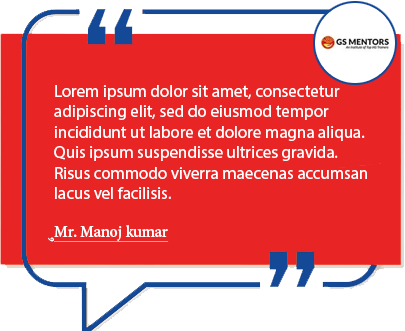 GS MENTORS
An Institute of Top IAS Trainers
Lorem ipsum dolor sit amet, consectetur
adipiscing elit, sed do eiusmod tempor
incididunt ut labore et dolore magna aliqua.
Quis ipsum suspendisse ultrices gravida.
Risus commodo viverra maecenas accumsan
lacus vel facilisis.
Mr. Manoj kumar